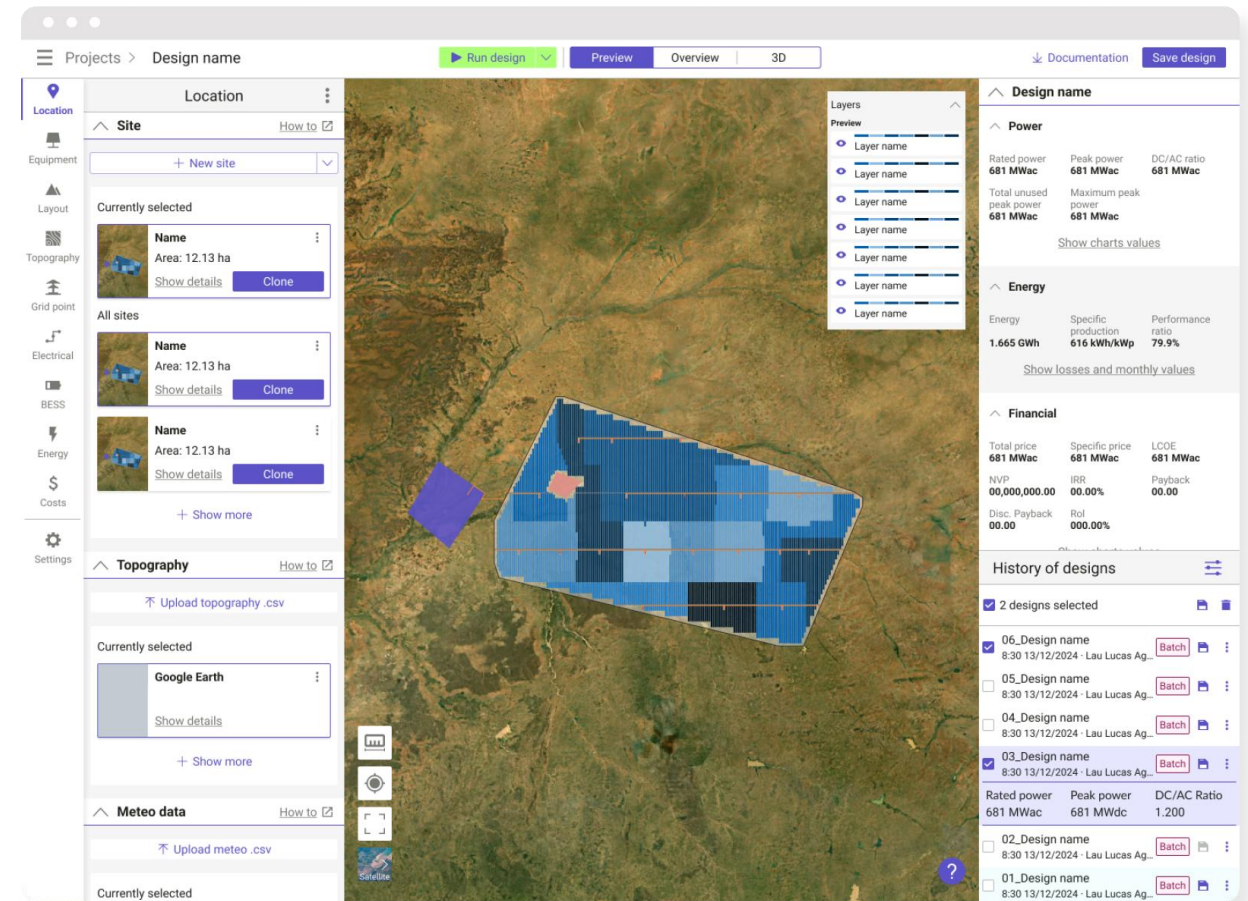 Projects > Design name
Run design
Preview
Overview
3D
Documentation
Save design
Location
Equipment
Layout
Topography
Grid point
Electrical
BESS
Energy
$
Costs
Settings
Location
Site
How to
+ New site
Currently selected
Name
Area: 12.13 ha
Show details
Clone
All sites
Name
Area: 12.13 ha
Show details
Clone
Name
Area: 12.13 ha
Show details
Clone
+ Show more
Topography
How to
Upload topography .csv
Currently selected
Google Earth
Show details
+ Show more
Meteo data
How to
Upload meteo .csv
Currently selected
Layers
Preview
Layer name
Layer name
Layer name
Layer name
Layer name
Layer name
Layer name
Satellite
?
Design name
Power
Rated power
681 MWac
Peak power
681 MWac
DC/AC ratio
681 MWac
Total unused
peak power
681 MWac
Maximum peak
power
681 MWac
Show charts values
Energy
Energy
1.665 GWh
Specific
production
616 kWh/kWp
Performance
ratio
79.9%
Show losses and monthly values
Financial
Total price
681 MWac
Specific price
681 MWac
LCOE
681 MWac
NVP
00,000,000.00
IRR
00.00%
Payback
00.00
Disc. Payback
00.00
RoI
000.00%
History of designs
2 designs selected
06_Design name
8:30 13/12/2024 · Lau Lucas Ag...
Batch
05_Design name
8:30 13/12/2024 · Lau Lucas Ag...
Batch
04_Design name
8:30 13/12/2024 · Lau Lucas Ag...
Batch
03_Design name
8:30 13/12/2024 · Lau Lucas Ag...
Batch
Rated power
681 MWac
Peak power
681 MWdc
DC/AC Ratio
1.200
02_Design name
8:30 13/12/2024 · Lau Lucas Ag...
Batch
01_Design name
8:30 13/12/2024 · Lau Lucas Ag...
Batch